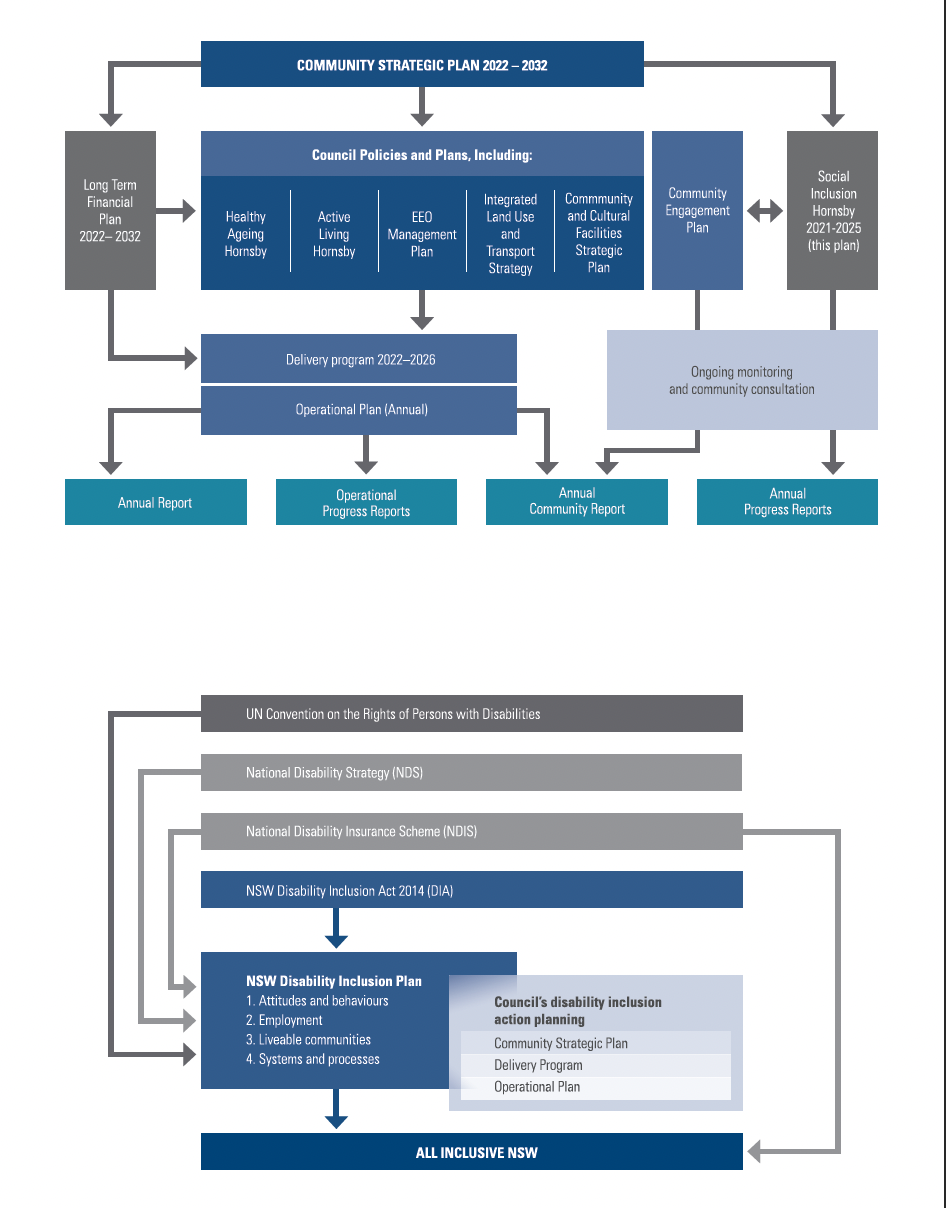 COMMUNITY STRATEGIC PLAN 2022 – 2032
Long Term
Financial
Plan
2022– 2032
Council Policies and Plans, Including:
Healthy
Ageing
Hornsby
Active
Living
Hornsby
EEO
Management
Plan
Integrated
Land Use
and
Transport
Strategy
Commmunity
and Cultural
Facilities
Strategic
Plan
Community
Engagement
Plan
Social
Inclusion
Hornsby
2021-2025
(this plan)
Delivery program 2022–2026
Operational Plan (Annual)
Ongoing monitoring
and community consultation
Annual Report
Operational
Progress Reports
Annual
Community Report
Annual
Progress Reports
UN Convention on the Rights of Persons with Disabilities
National Disability Strategy (NDS)
National Disability Insurance Scheme (NDIS)
NSW Disability Inclusion Act 2014 (DIA)
NSW Disability Inclusion Plan
1. Attitudes and behaviours
2. Employment
3. Liveable communities
4. Systems and processes
Council's disability inclusion
action planning
Community Strategic Plan
Delivery Program
Operational Plan
ALL INCLUSIVE NSW